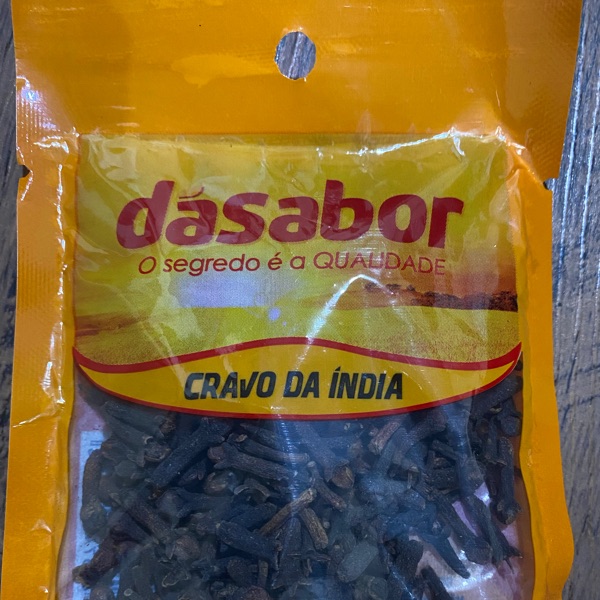 dásabor
O segredo é a QUALIDADE
CRAVO DA ÍNDIA